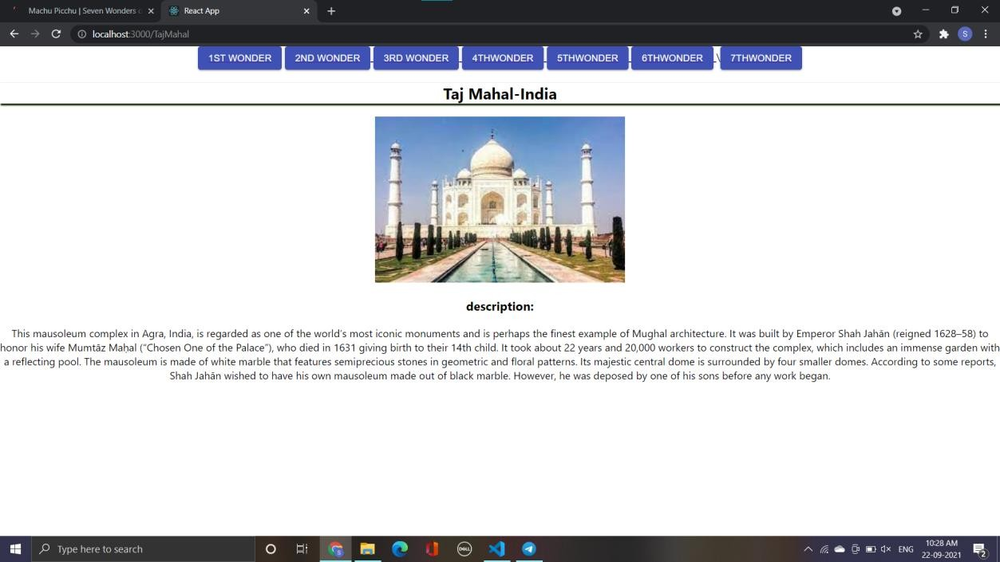 Machu Picchu | Seven Wonders o
React App
localhost:3000/TajMahal
S
1ST WONDER 2ND WONDER 3RD WONDER 4THWONDER 5THWONDER 6THWONDER \ 7THWONDER
Taj Mahal-India
description:
This mausoleum complex in Agra, India, is regarded as one of the world’s most iconic monuments and is perhaps the finest example of Mughal architecture. It was built by Emperor Shah Jahān (reigned 1628–58) to
honor his wife Mumtāz Maḥal (“Chosen One of the Palace”), who died in 1631 giving birth to their 14th child. It took about 22 years and 20,000 workers to construct the complex, which includes an immense garden with
a reflecting pool. The mausoleum is made of white marble that features semiprecious stones in geometric and floral patterns. Its majestic central dome is surrounded by four smaller domes. According to some reports,
Shah Jahān wished to have his own mausoleum made out of black marble. However, he was deposed by one of his sons before any work began.
Type here to search
S
DELL
ENG
10:28 AM
22-09-2021
2